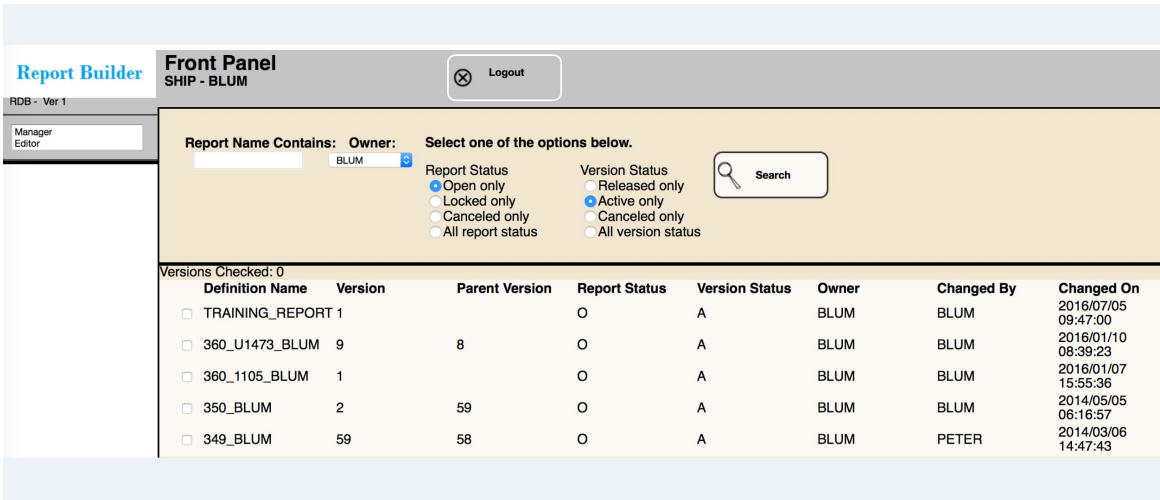 Report Builder
RDB - Ver 1
Manager
Editor
Front Panel
SHIP - BLUM
Logout
Report Name Contains: Owner: Select one of the options below.
BLUM
Report Status Version Status
Open only Released only
Locked only Active only
Canceled only Canceled only
All report status All version status
Search
Versions Checked: 0
Definition Name Version Parent Version Report Status Version Status Owner Changed By Changed On
TRAINING_REPORT 1 O A BLUM BLUM 2016/07/05
09:47:00
360_U1473_BLUM 9 8 O A BLUM BLUM 2016/01/10
08:39:23
360_1105_BLUM 1 O A BLUM BLUM 2016/01/07
15:55:36
350_BLUM 2 59 O A BLUM BLUM 2014/05/05
06:16:57
349_BLUM 59 58 O A BLUM PETER 2014/03/06
14:47:43